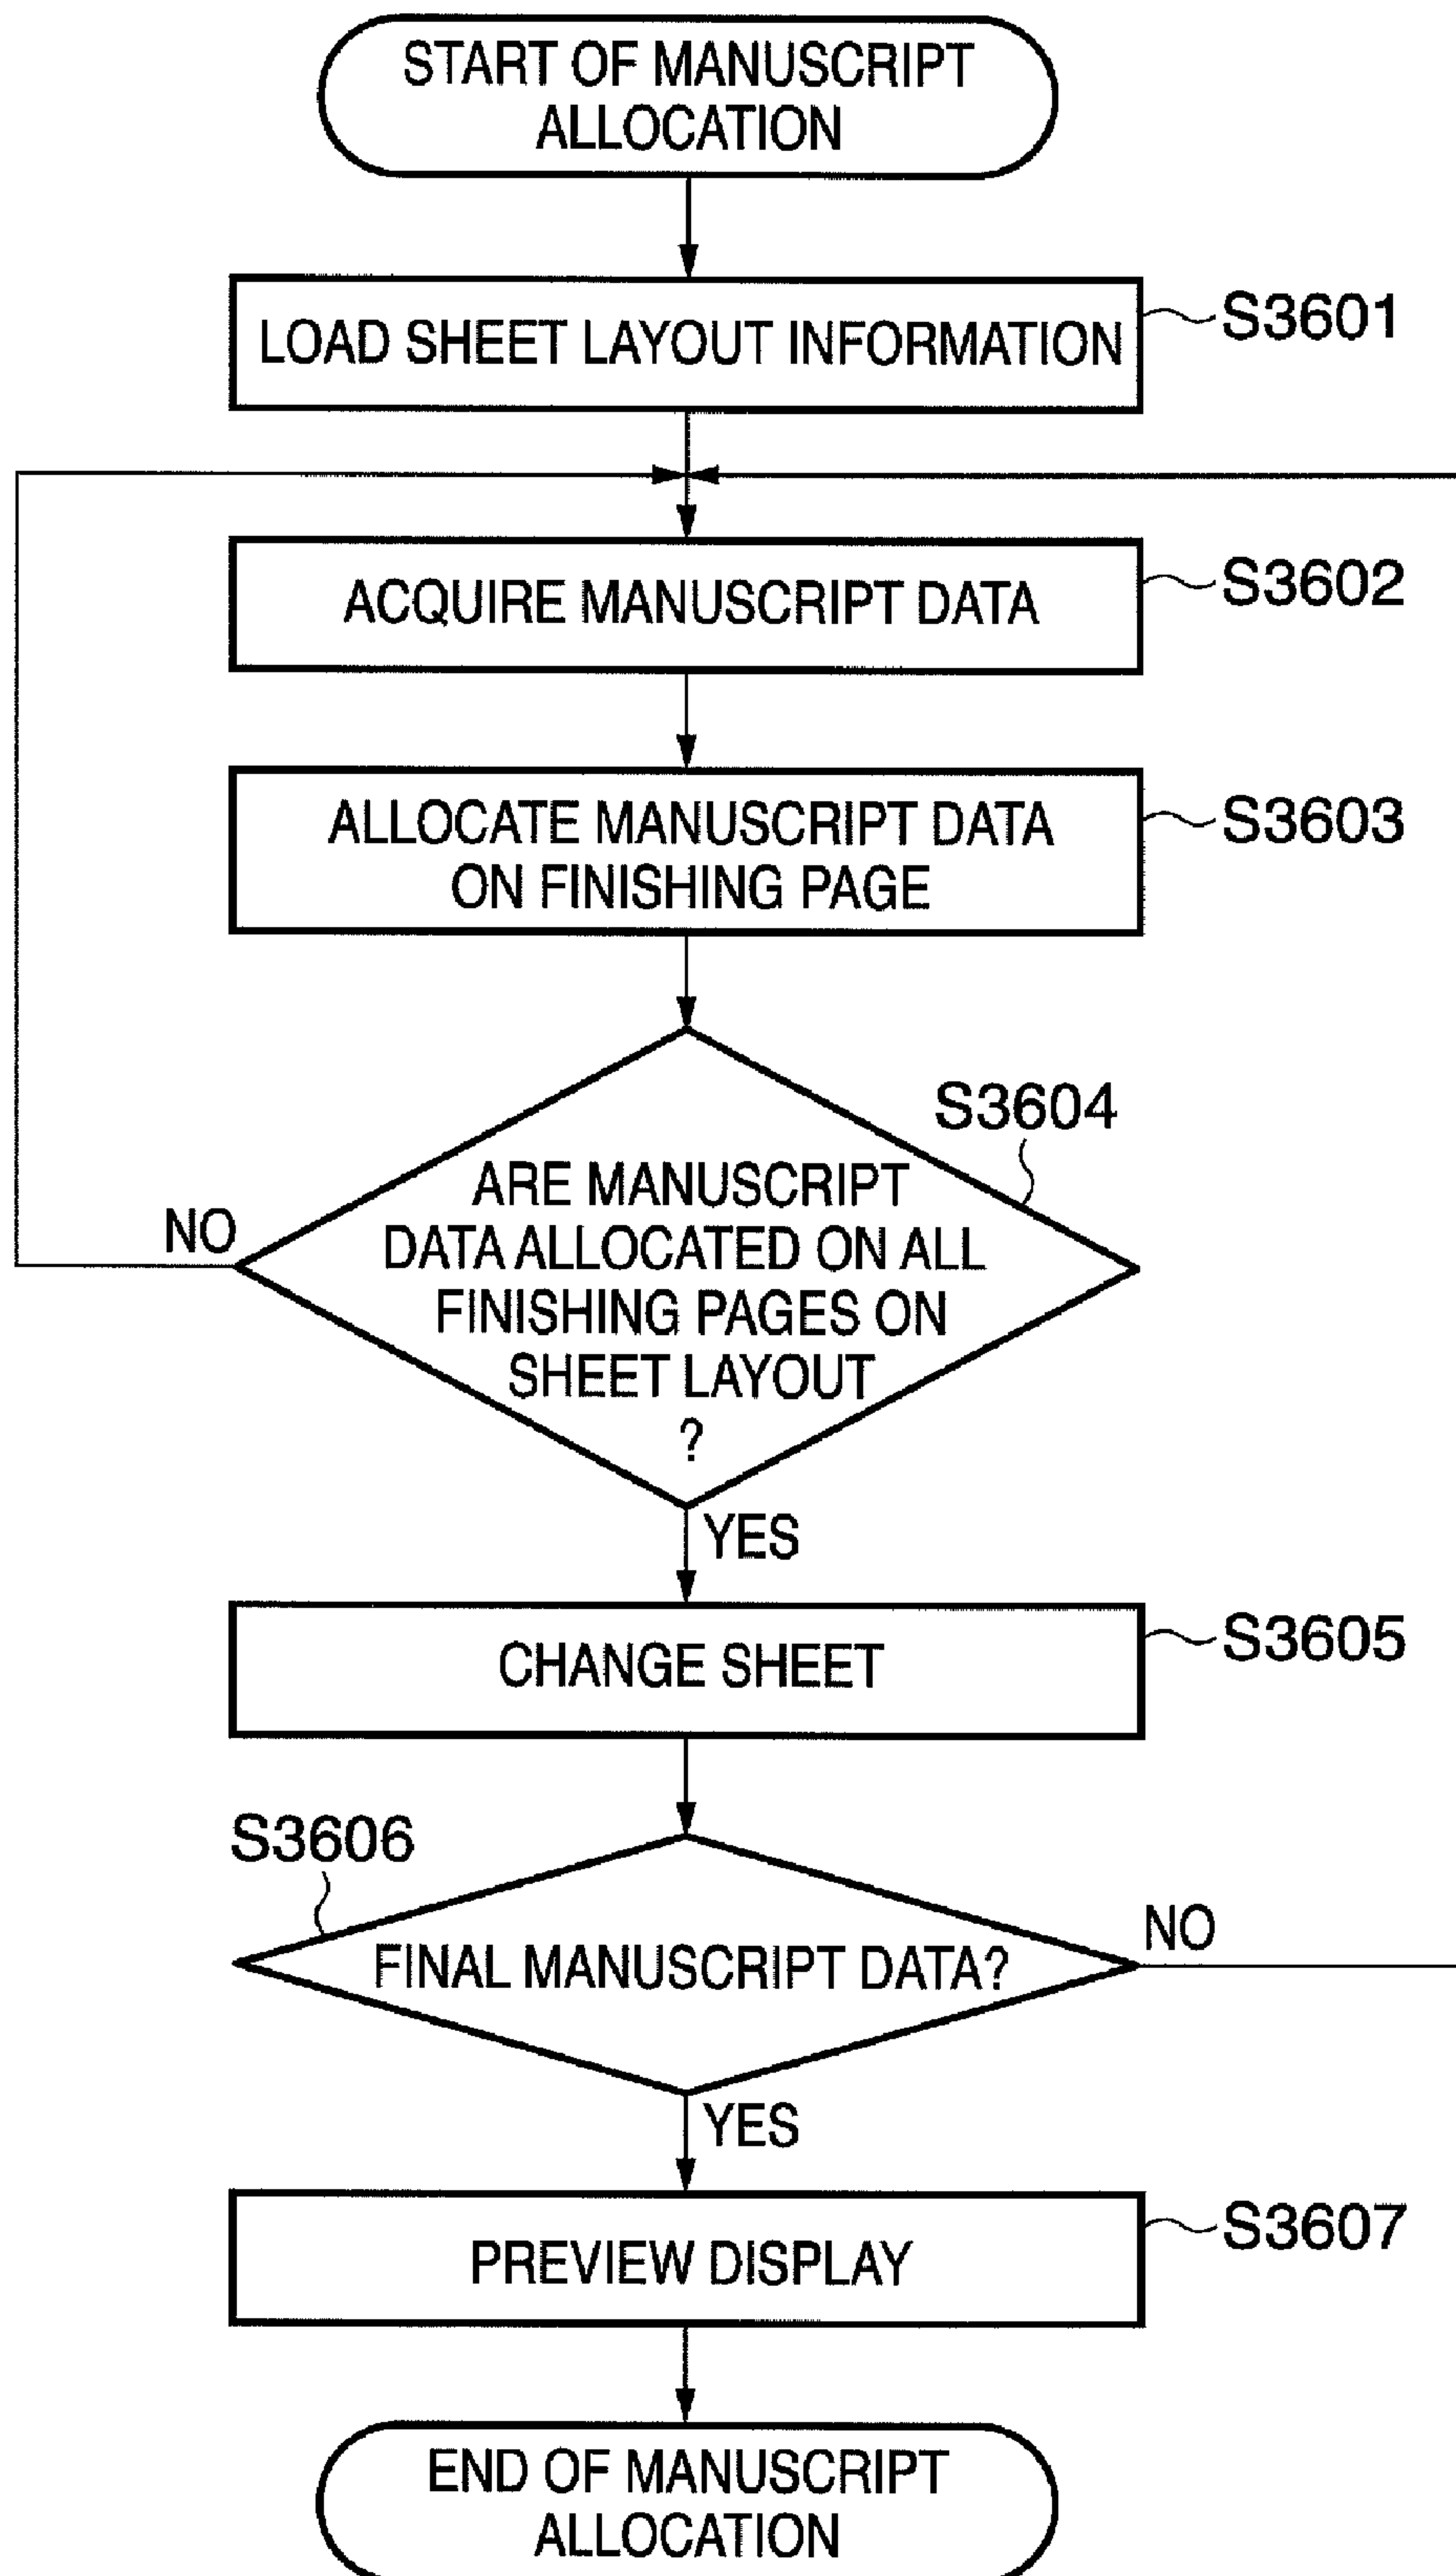 START OF MANUSCRIPT
ALLOCATION
LOAD SHEET LAYOUT INFORMATION
S3601
ACQUIRE MANUSCRIPT DATA
S3602
ALLOCATE MANUSCRIPT DATA
ON FINISHING PAGE
S3603
S3604
ARE MANUSCRIPT
DATA ALLOCATED ON ALL
FINISHING PAGES ON
SHEET LAYOUT
?
NO
YES
CHANGE SHEET
S3605
S3606
FINAL MANUSCRIPT DATA?
NO
YES
PREVIEW DISPLAY
S3607
END OF MANUSCRIPT
ALLOCATION